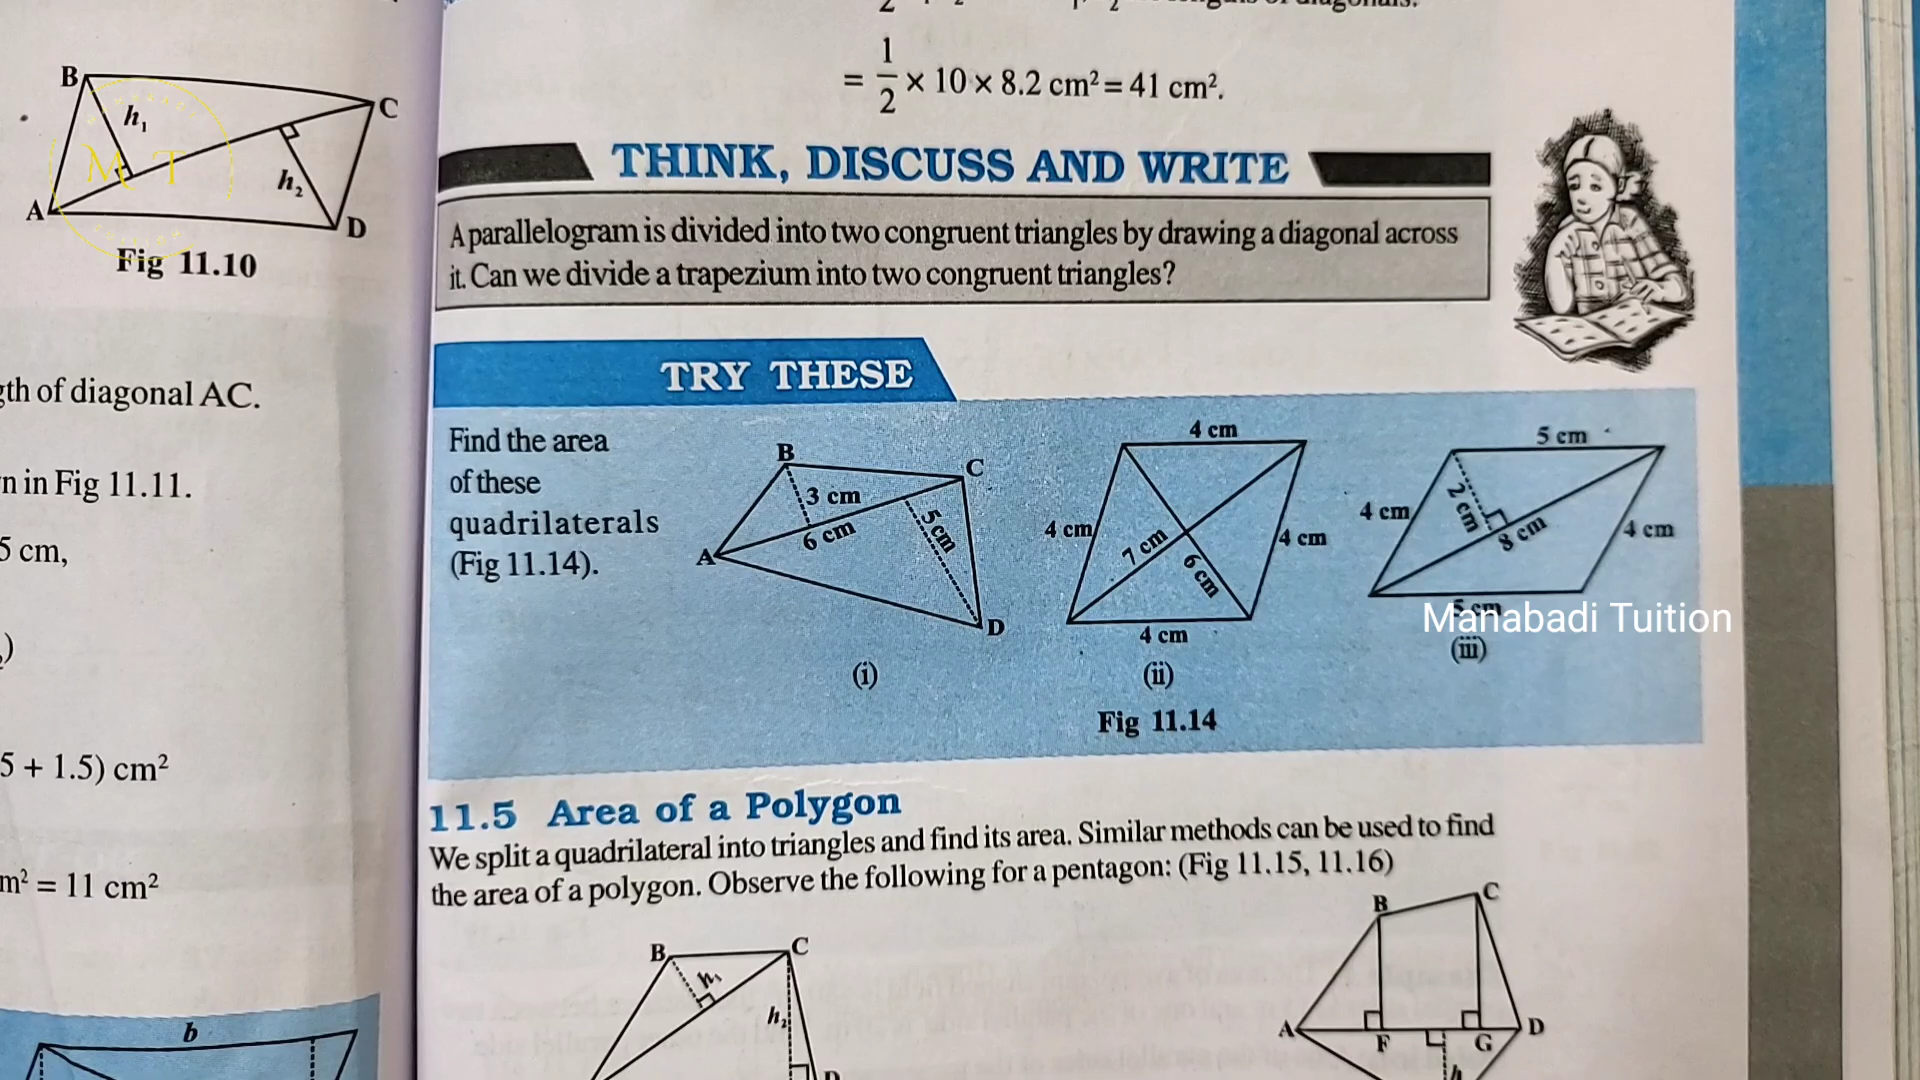 B
h₁
C
M T
h₂
A
D
Fig 11.10
of diagonal AC.
in Fig 11.11.
5 cm,
5 + 1.5) cm²
= 11 cm²
b
= 1/2 × 10 × 8.2 cm² = 41 cm².
THINK, DISCUSS AND WRITE
A parallelogram is divided into two congruent triangles by drawing a diagonal across
it. Can we divide a trapezium into two congruent triangles?
TRY THESE
Find the area
of these
quadrilaterals
(Fig 11.14).
B
C
3 cm
6 cm
5 cm
A
D
(i)
4 cm
4 cm
7 cm
6 cm
4 cm
4 cm
(ii)
5 cm
4 cm
2 cm
8 cm
4 cm
Manabadi Tuition
(iii)
Fig 11.14
11.5 Area of a Polygon
We split a quadrilateral into triangles and find its area. Similar methods can be used to find
the area of a polygon. Observe the following for a pentagon: (Fig 11.15, 11.16)
B
C
h₁
h₂
B
C
A
F
G
D